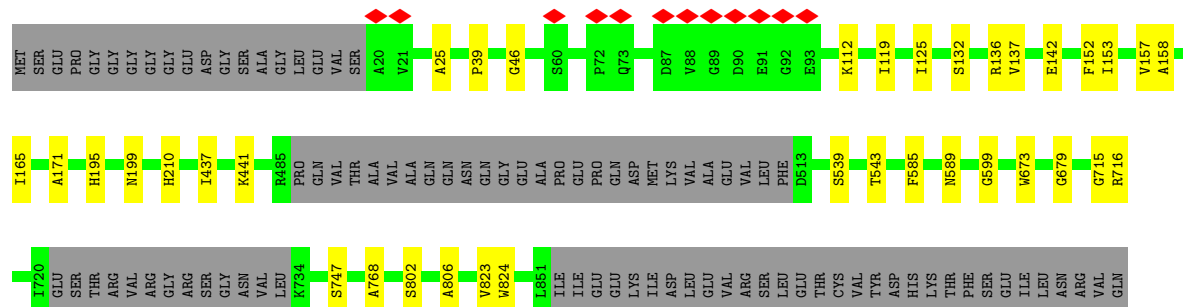 MET SER GLU PRO GLY GLY GLY GLY GLY GLU ASP GLY SER ALA GLY LEU GLU VAL SER A20 V21 A25 P39 G46 S60 P72 Q73 D87 V88 G89 D90 E91 G92 E93 K112 I119 I125 S132 R136 V137 E142 F152 I153 V157 A158
I165 A171 H195 N199 H210 I437 K441 R485 PRO GLN VAL THR ALA VAL ALA GLN GLN ASN GLN GLY GLU ALA PRO GLU PRO GLN ASP MET LYS VAL ALA GLU VAL LEU PHE D513 S539 T543 F585 N589 G599 W673 G679 G715 R716
I720 GLU SER THR ARG VAL ARG GLY ARG SER GLY ASN VAL LEU K734 S747 A768 S802 A806 V823 W824 L851 ILE ILE GLU GLU LYS ILE ASP LEU GLU VAL ARG SER LEU GLU THR CYS VAL TYR ASP HIS LYS THR PHE SER GLU ILE LEU ASN ARG VAL GLN